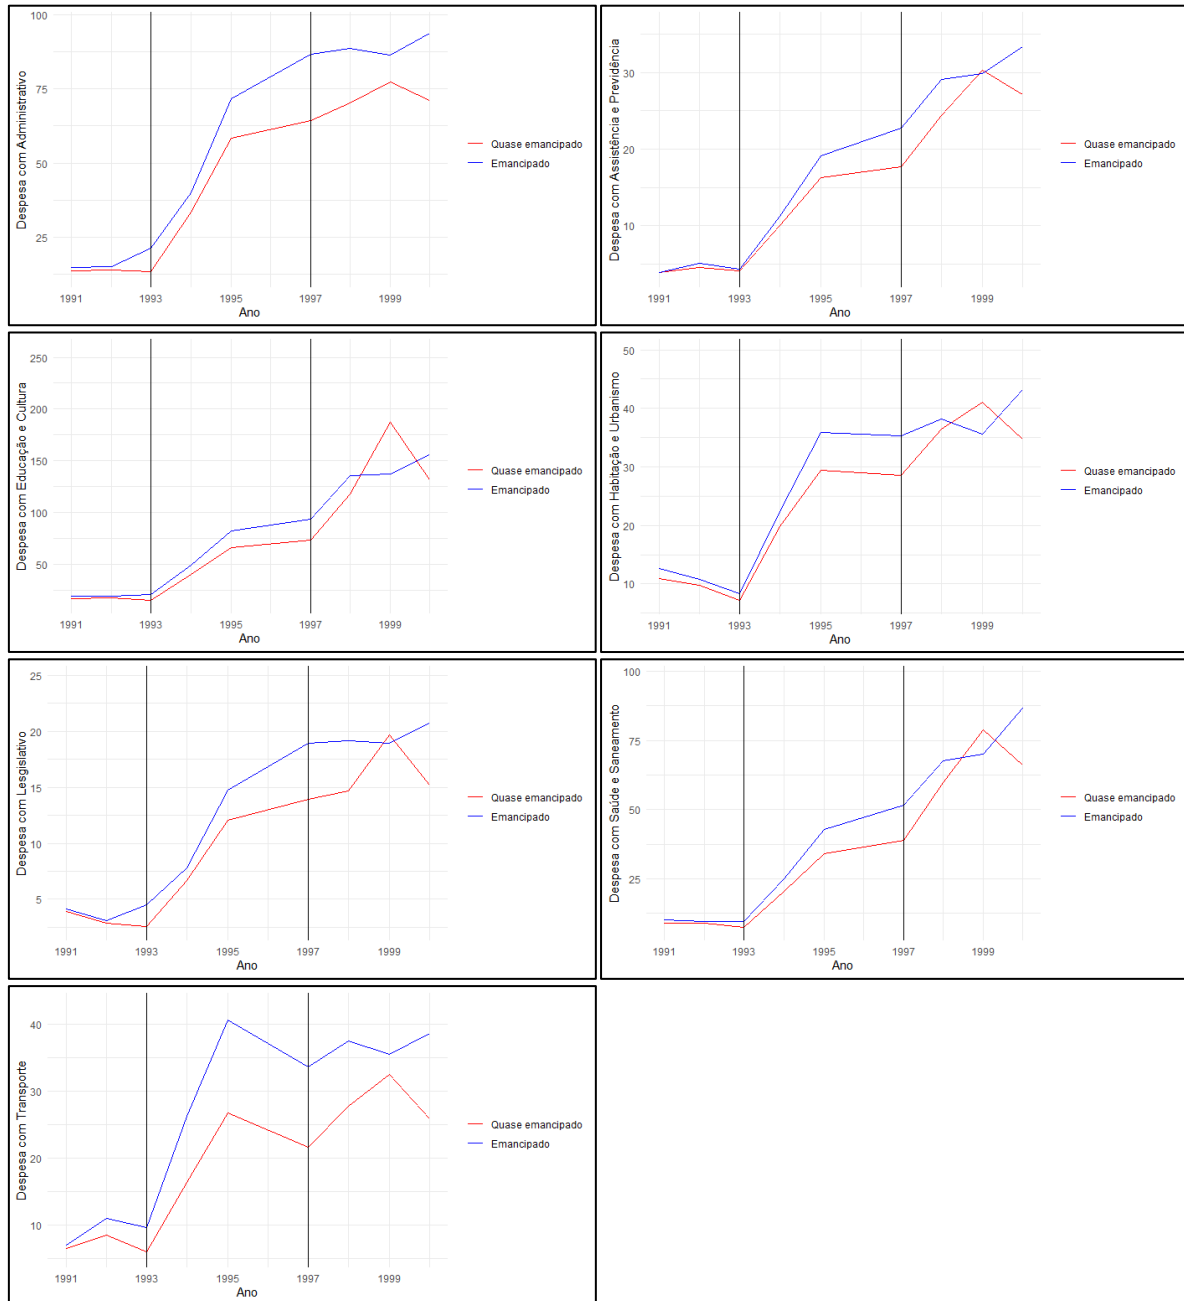 Despesa com Administrativo
100
75
50
25
1991
1993
1995
1997
1999
Ano
Quase emancipado
Emancipado
Despesa com Assistência e Previdência
30
20
10
1991
1993
1995
1997
1999
Ano
Quase emancipado
Emancipado
Despesa com Educação e Cultura
250
200
150
100
50
1991
1993
1995
1997
1999
Ano
Quase emancipado
Emancipado
Despesa com Habitação e Urbanismo
50
40
30
20
10
1991
1993
1995
1997
1999
Ano
Quase emancipado
Emancipado
Despesa com Lesgislativo
25
20
15
10
5
1991
1993
1995
1997
1999
Ano
Quase emancipado
Emancipado
Despesa com Saúde e Saneamento
100
75
50
25
1991
1993
1995
1997
1999
Ano
Quase emancipado
Emancipado
Despesa com Transporte
40
30
20
10
1991
1993
1995
1997
1999
Ano
Quase emancipado
Emancipado